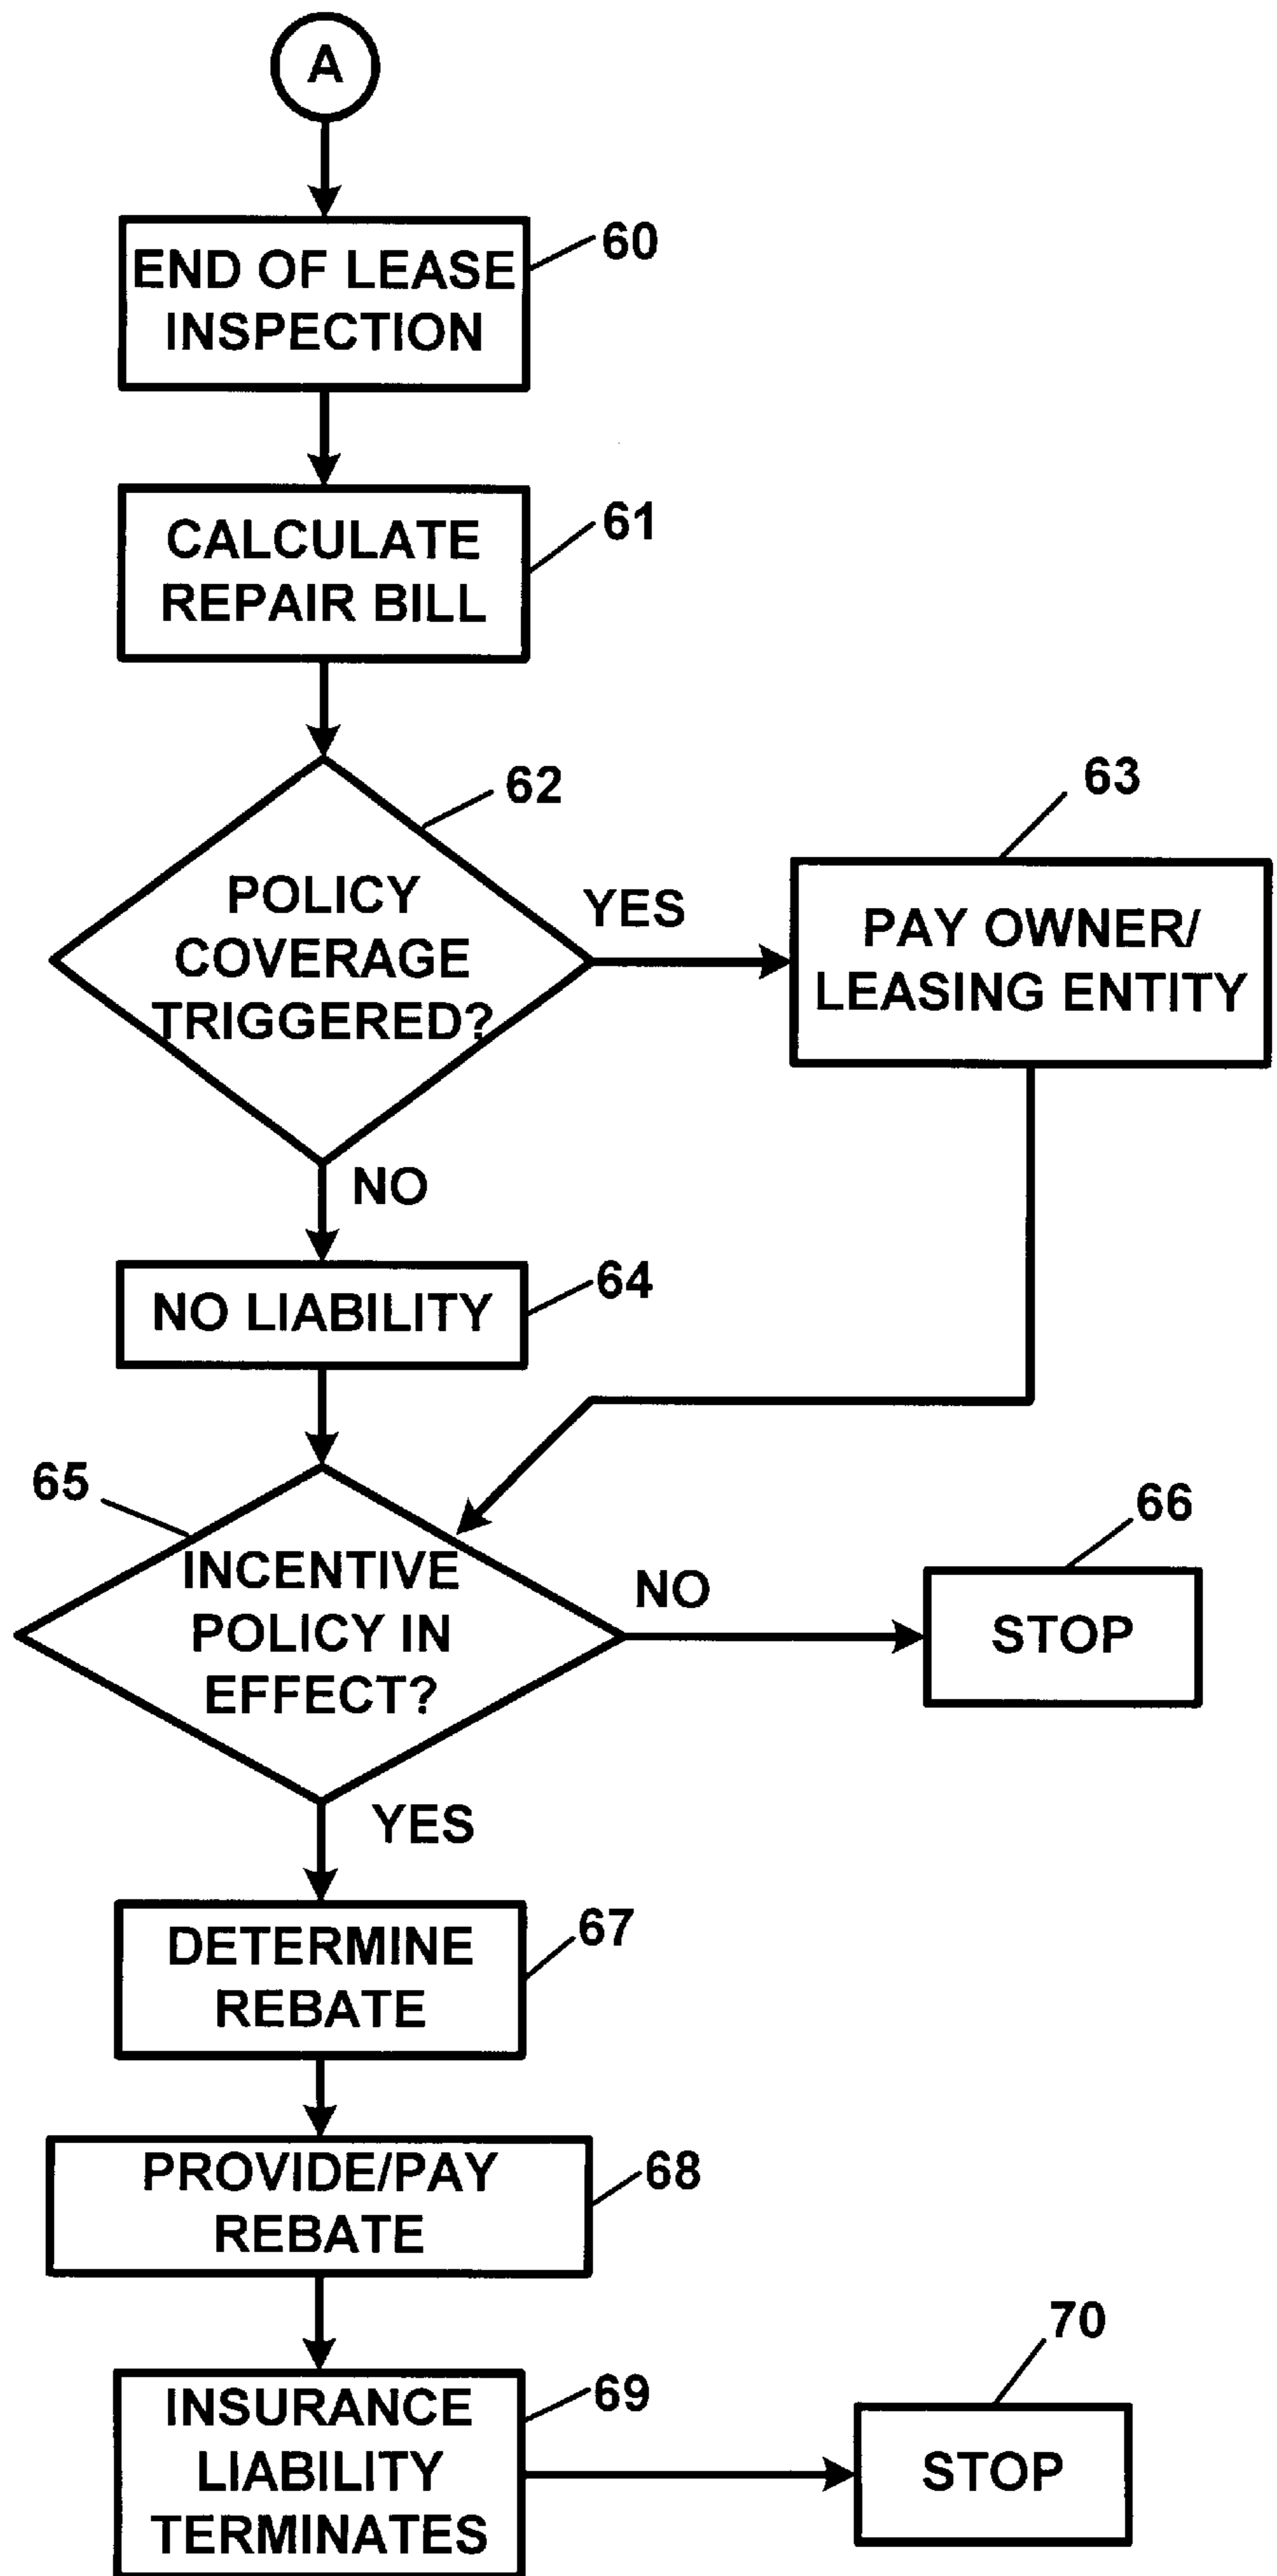 A
END OF LEASE
INSPECTION
60
CALCULATE
REPAIR BILL
61
62
POLICY
COVERAGE
TRIGGERED?
YES
63
PAY OWNER/
LEASING ENTITY
NO
NO LIABILITY
64
65
INCENTIVE
POLICY IN
EFFECT?
NO
66
STOP
YES
DETERMINE
REBATE
67
PROVIDE/PAY
REBATE
68
INSURANCE
LIABILITY
TERMINATES
69
70
STOP